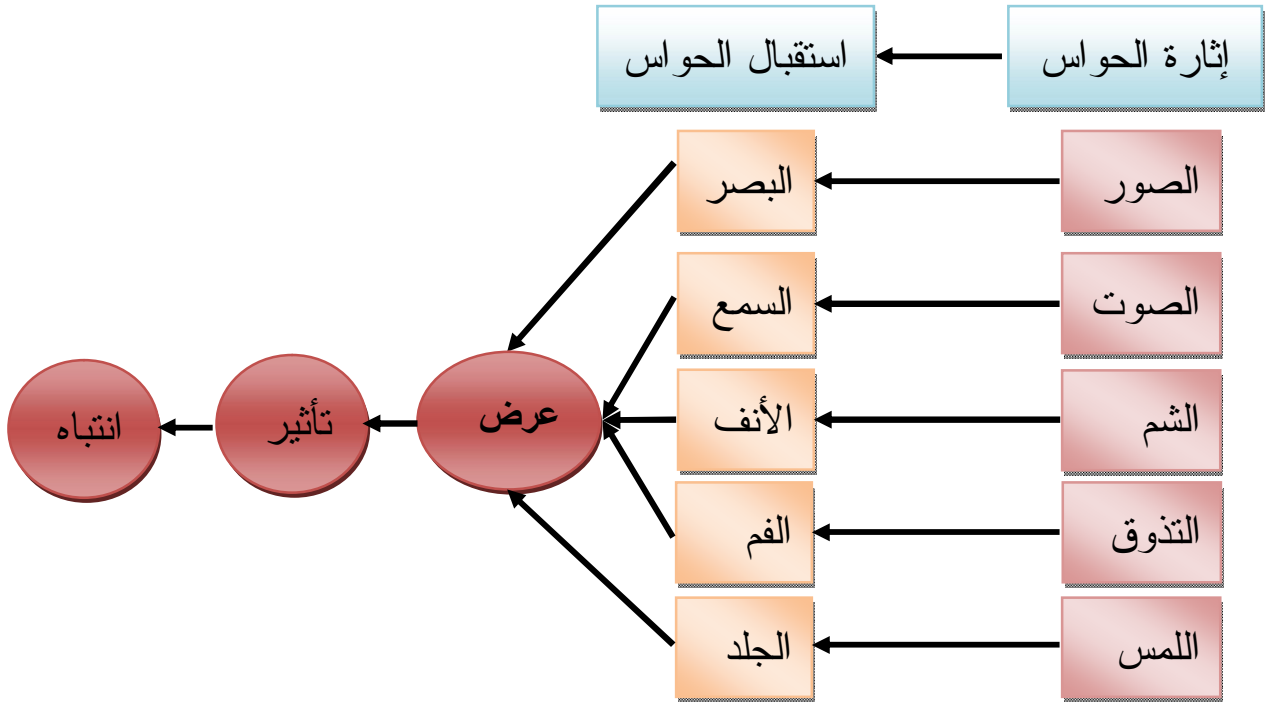 إثارة الحواس
استقبال الحواس
الصور
البصر
الصوت
السمع
الشم
الأنف
عرض
تأثير
انتباه
التذوق
الفم
اللمس
الجلد